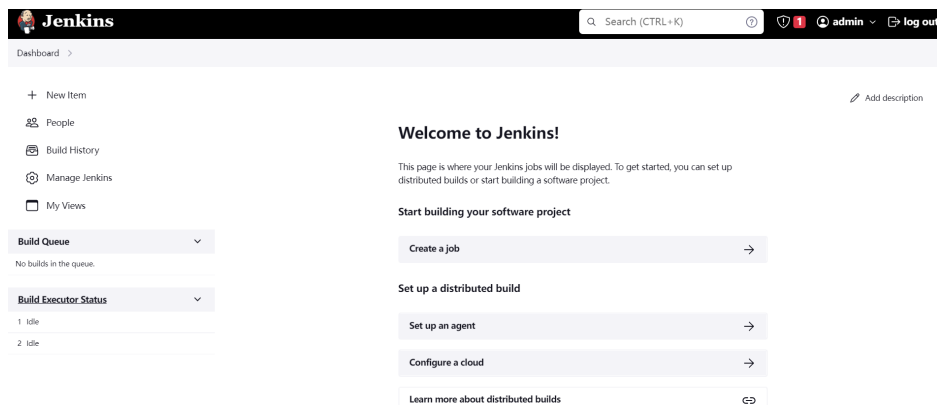 Jenkins
Search (CTRL+K)
1
admin
log out
Dashboard >
New Item
People
Build History
Manage Jenkins
My Views
Build Queue
No builds in the queue.
Build Executor Status
1 Idle
2 Idle
Add description
Welcome to Jenkins!
This page is where your Jenkins jobs will be displayed. To get started, you can set up
distributed builds or start building a software project.
Start building your software project
Create a job
Set up a distributed build
Set up an agent
Configure a cloud
Learn more about distributed builds